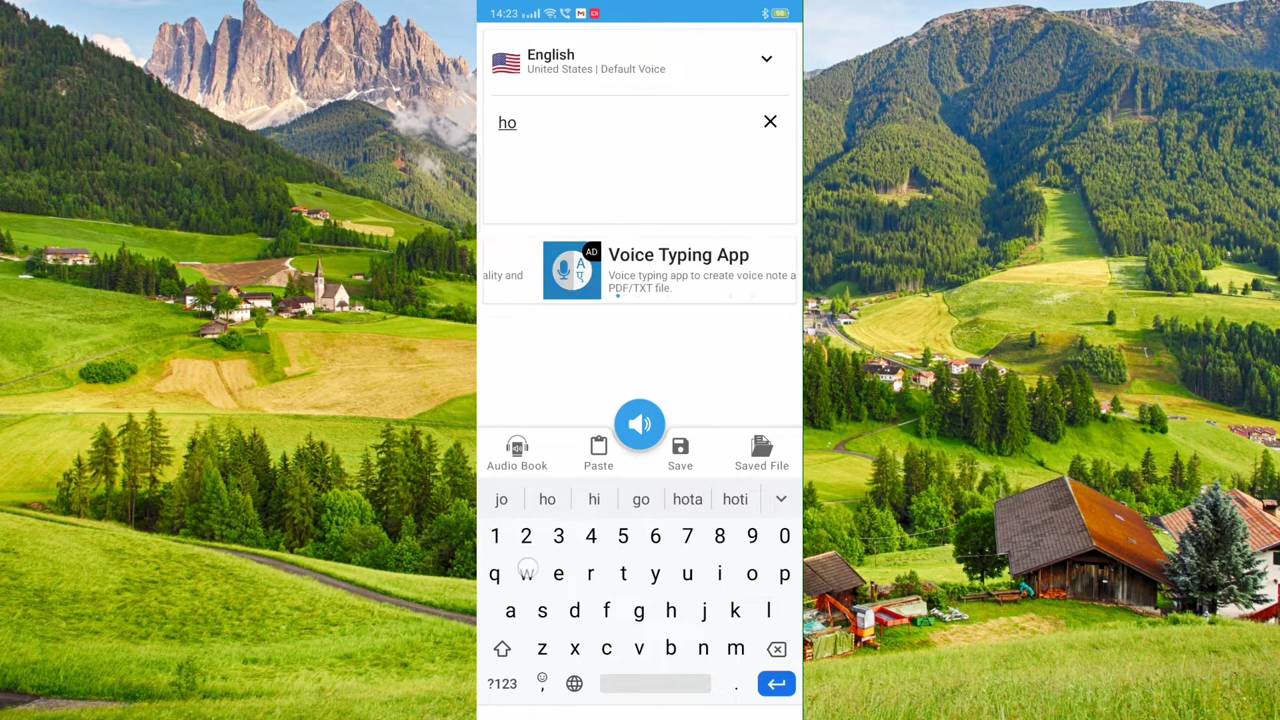 14:23
98
English
United States | Default Voice
ho
ality and
AD
Voice Typing App
Voice typing app to create voice note a
PDF/TXT file.
Audio Book
Paste
Save
Saved File
jo ho hi go hota hoti
1 2 3 4 5 6 7 8 9 0
q w e r t y u i o p
a s d f g h j k l
z x c v b n m
?123 , .